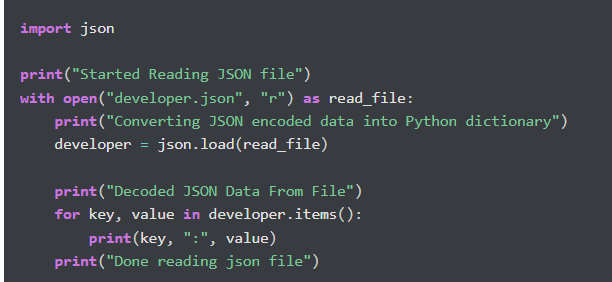 import json
print("Started Reading JSON file")
with open("developer.json", "r") as read_file:
    print("Converting JSON encoded data into Python dictionary")
    developer = json.load(read_file)
    print("Decoded JSON Data From File")
    for key, value in developer.items():
        print(key, ":", value)
    print("Done reading json file")